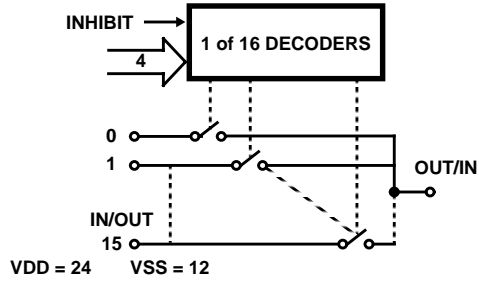 INHIBIT
1 of 16 DECODERS
4
0
1
OUT/IN
IN/OUT
15
VDD = 24 VSS = 12